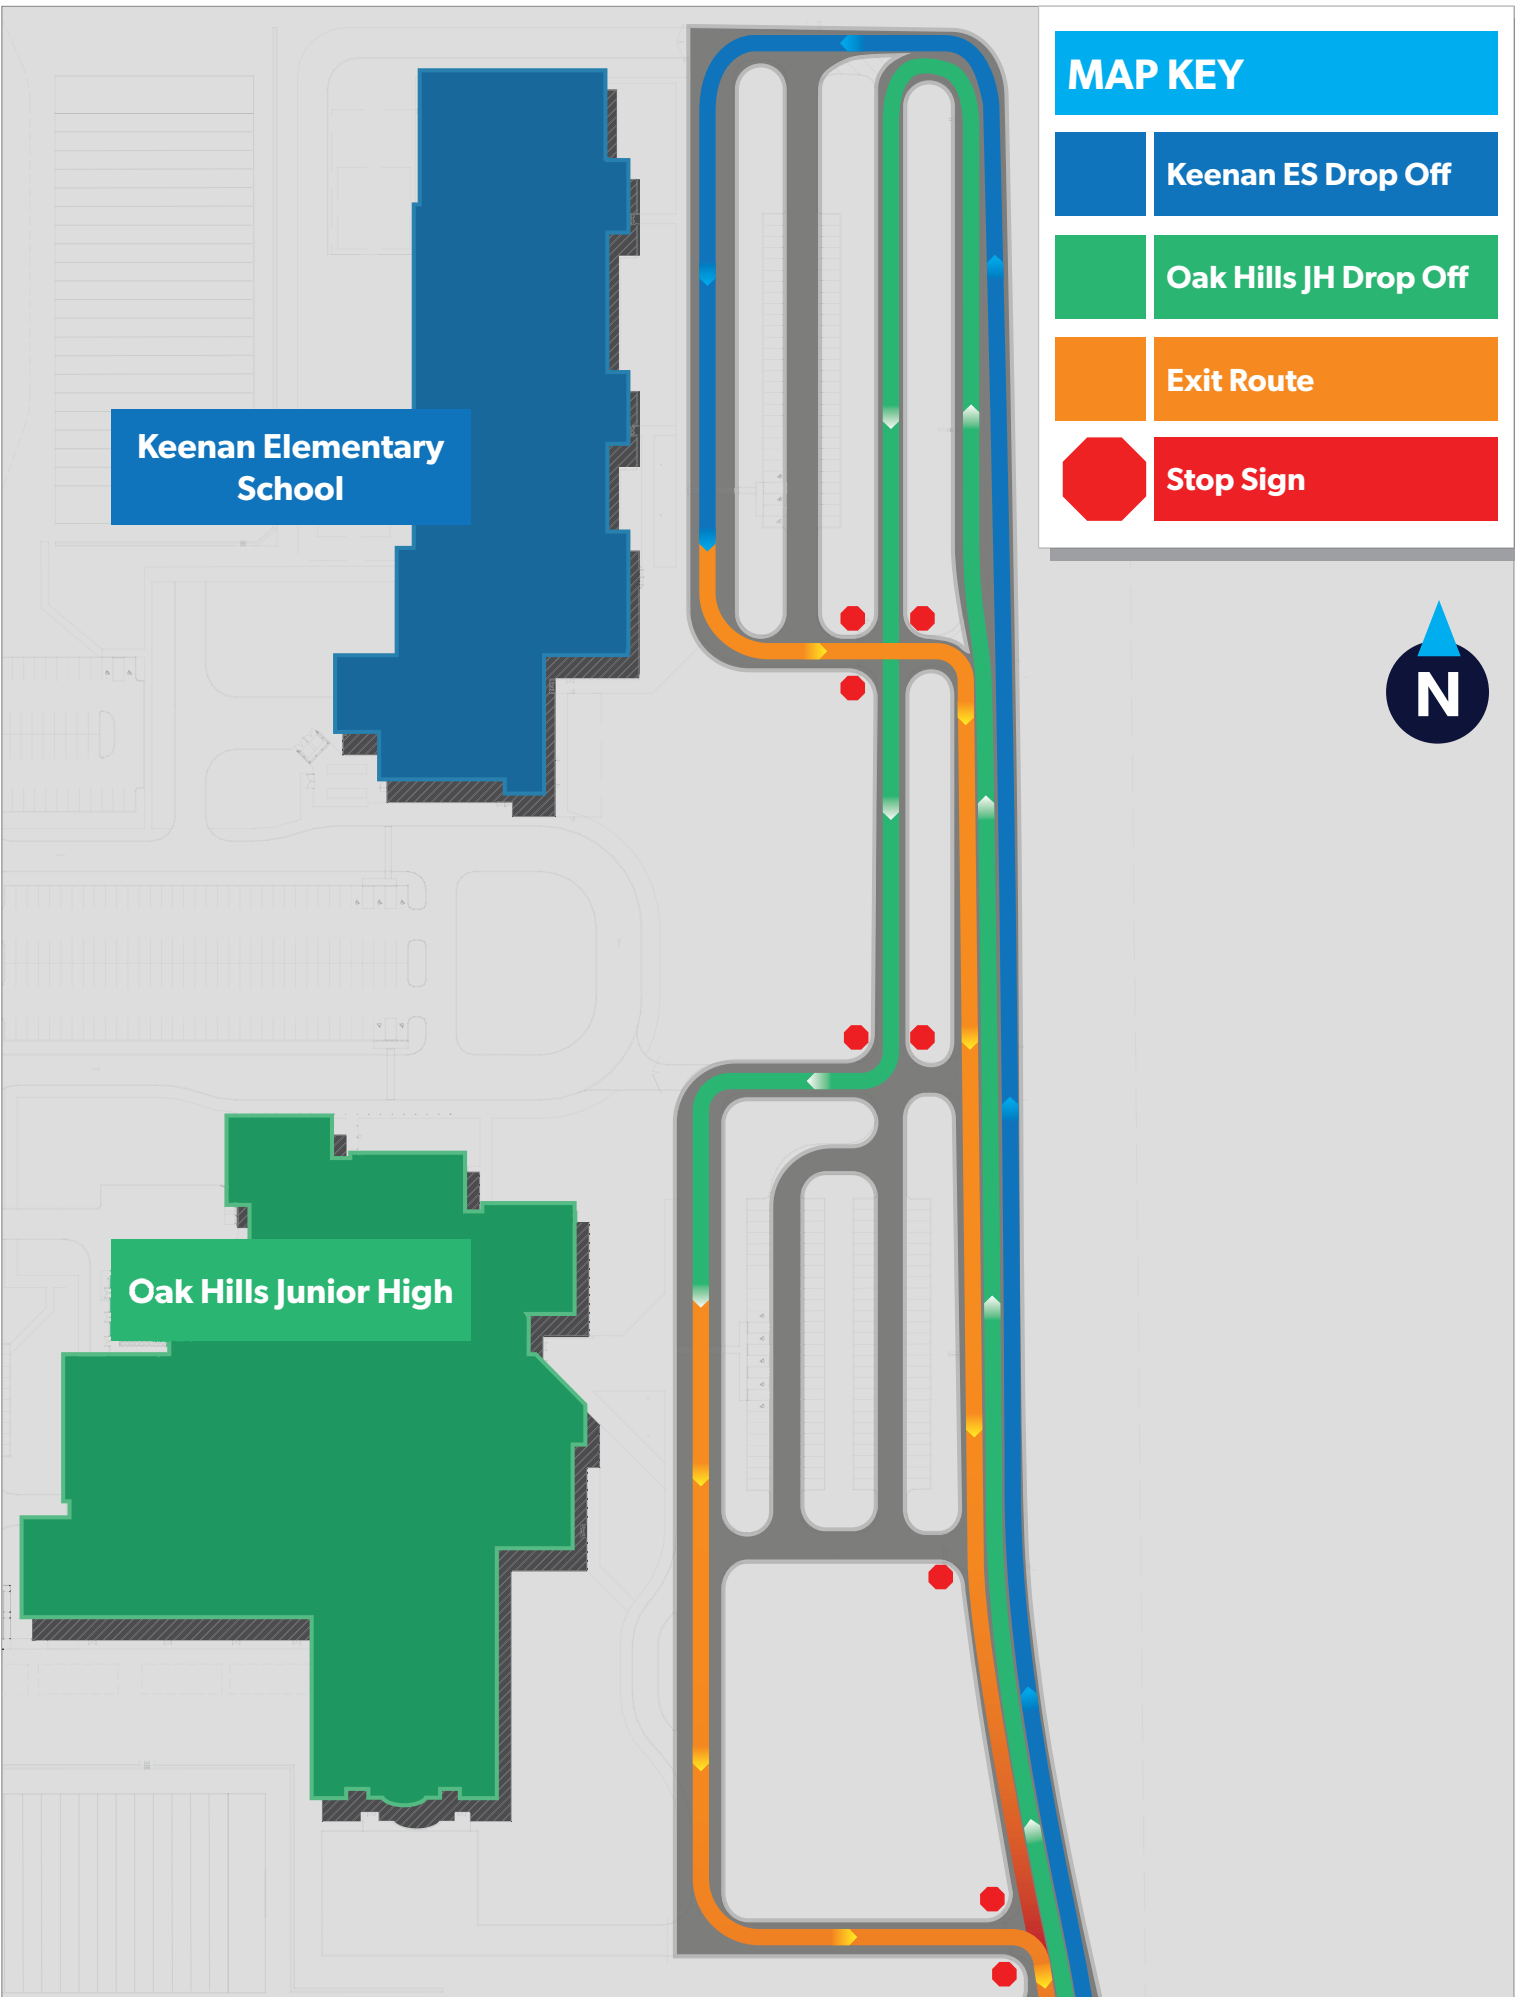 MAP KEY
Keenan ES Drop Off
Oak Hills JH Drop Off
Exit Route
Stop Sign
Keenan Elementary
School
N
Oak Hills Junior High